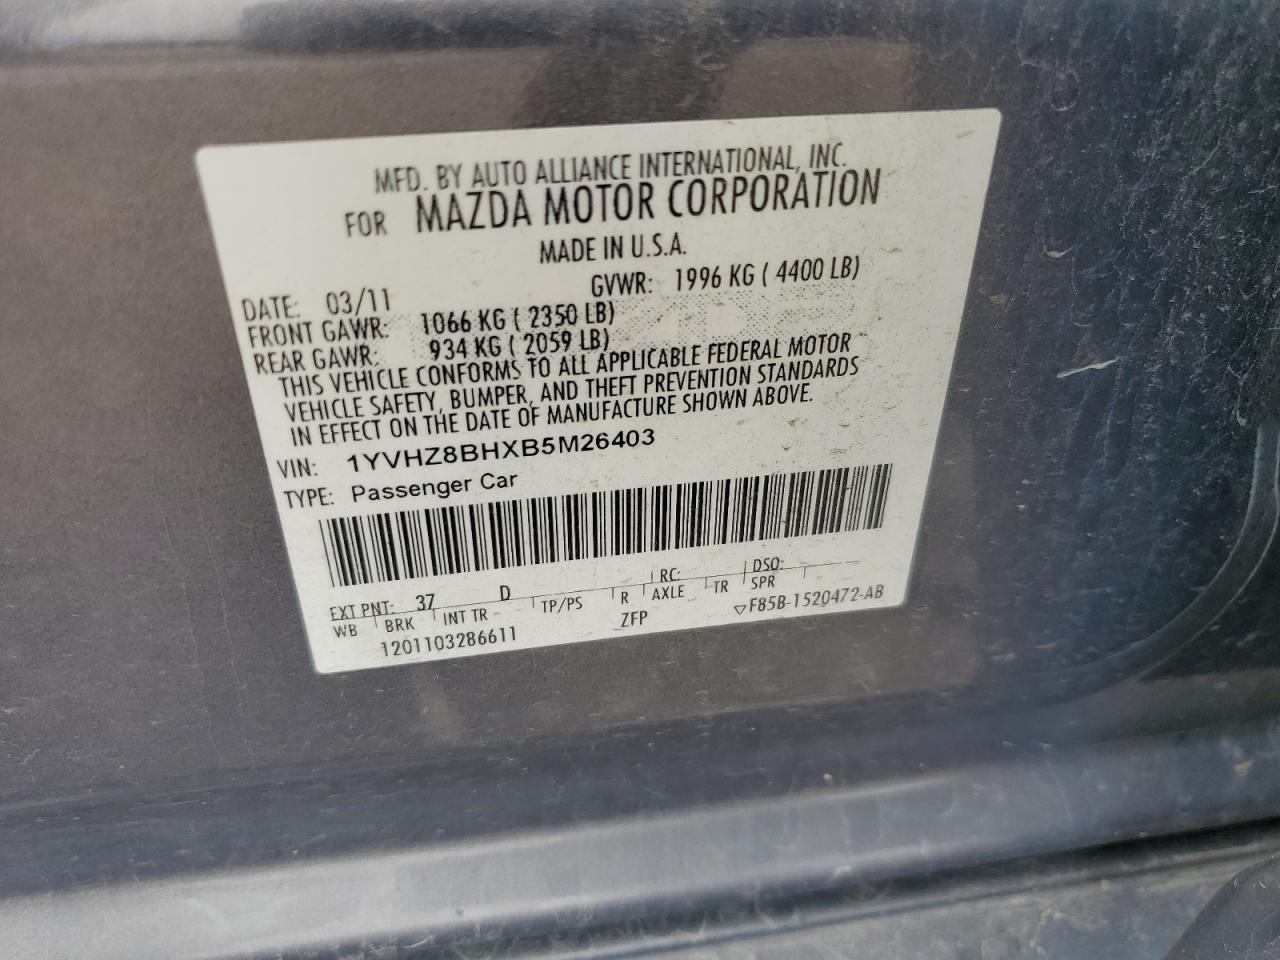 MFD. BY AUTO ALLIANCE INTERNATIONAL, INC.
FOR MAZDA MOTOR CORPORATION
MADE IN U.S.A.
DATE: 03/11 GVWR: 1996 KG ( 4400 LB)
FRONT GAWR: 1066 KG ( 2350 LB)
REAR GAWR: 934 KG ( 2059 LB)
THIS VEHICLE CONFORMS TO ALL APPLICABLE FEDERAL MOTOR
VEHICLE SAFETY, BUMPER, AND THEFT PREVENTION STANDARDS
IN EFFECT ON THE DATE OF MANUFACTURE SHOWN ABOVE.
VIN: 1YVHZ8BHXB5M26403
TYPE: Passenger Car
EXT PNT: 37 D RC: DSO:
WB BRK INT TR TP/PS R AXLE TR SPR
1201103286611 ZFP ▽F85B-1520472-AB